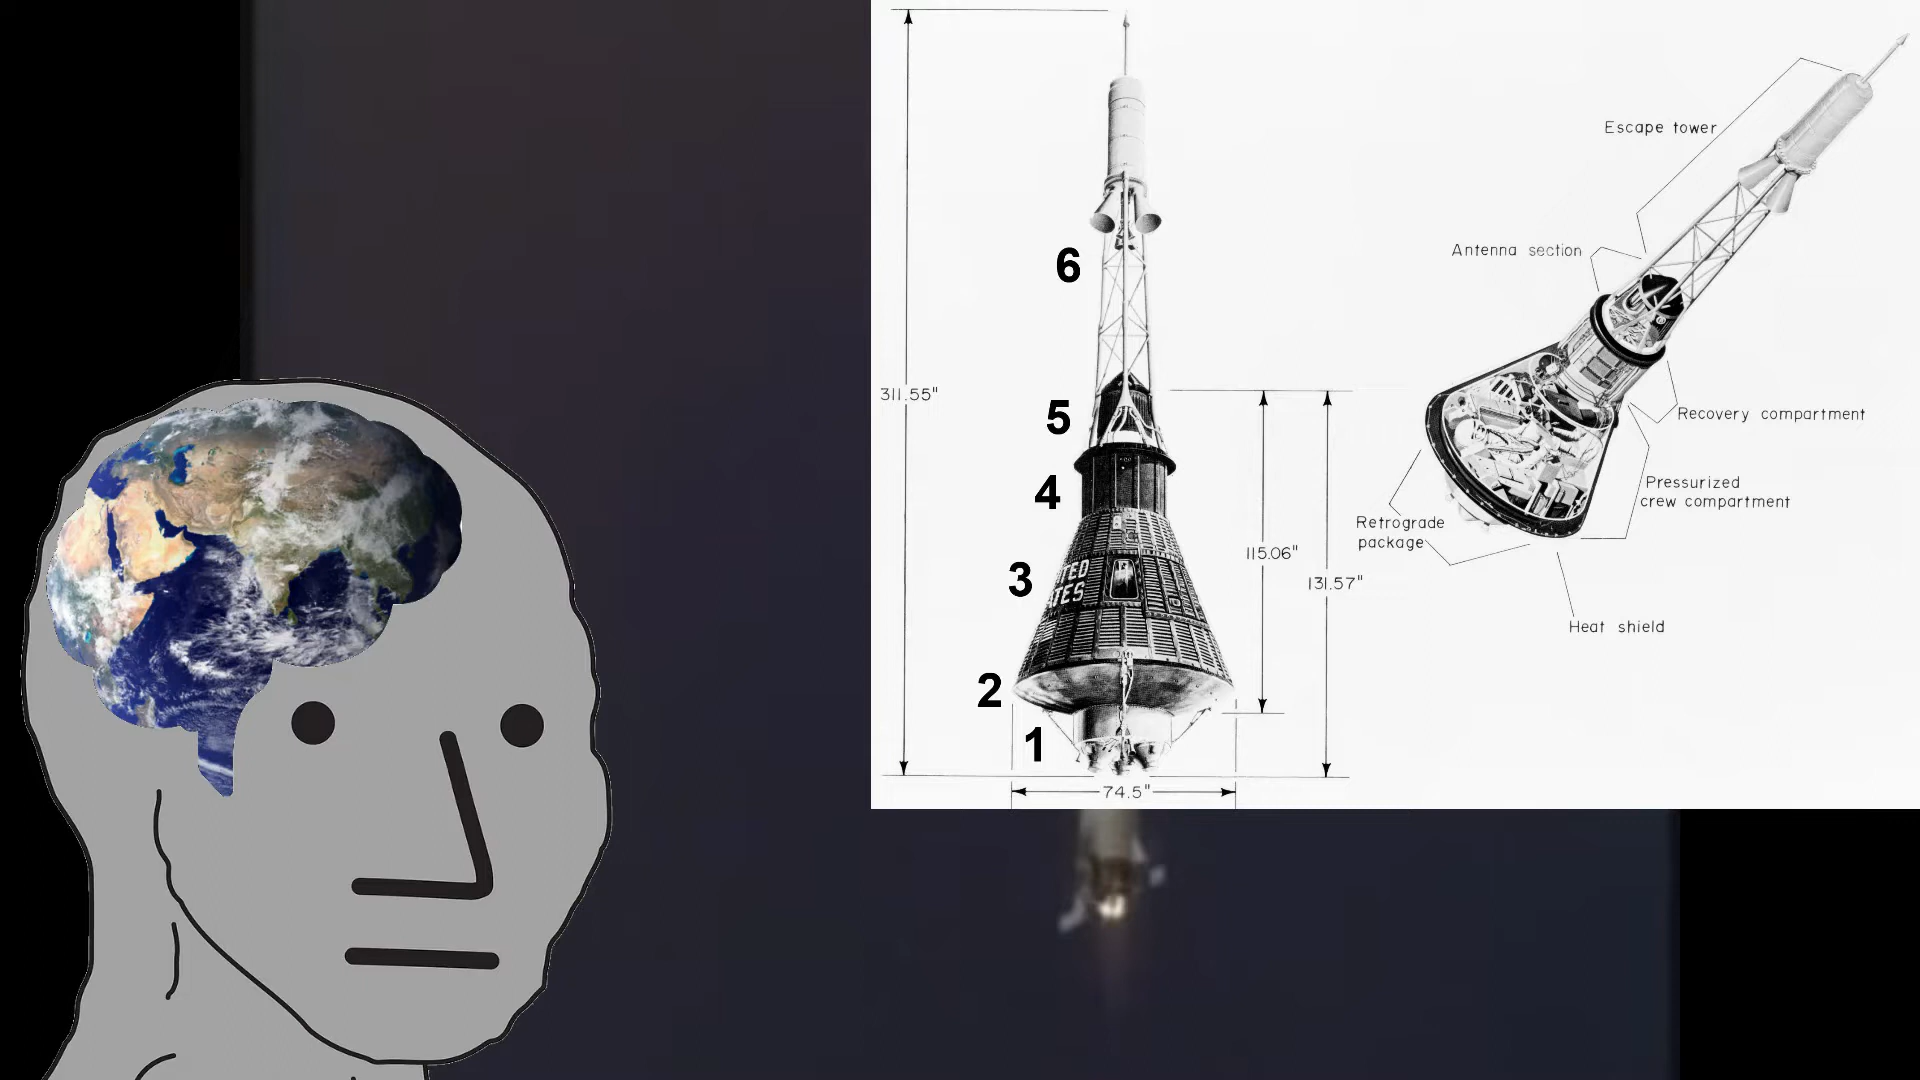 311.55"
6
5
4
3
TED
TES
2
1
115.06"
131.57"
74.5"
Escape tower
Antenna section
Recovery compartment
Pressurized
crew compartment
Retrograde
package
Heat shield